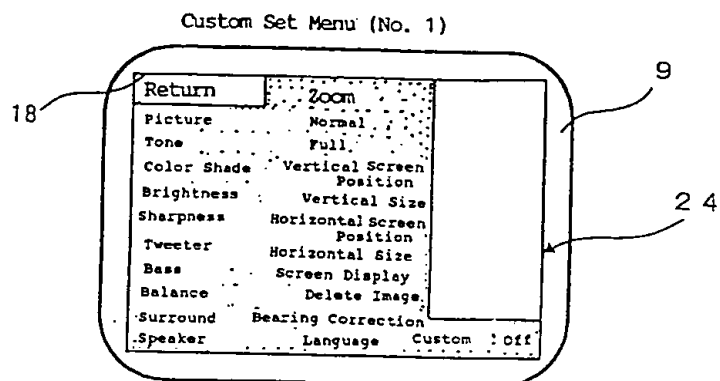 Custom Set Menu (No. 1)
9
18
24
Return
Zoom
Picture
Normal
Tone
Full
Color Shade
Vertical Screen
Position
Brightness
Vertical Size
Sharpness
Horizontal Screen
Position
Tweeter
Horizontal Size
Bass
Screen Display
Balance
Delete Image
Surround
Bearing Correction
Speaker
Language
Custom : Off